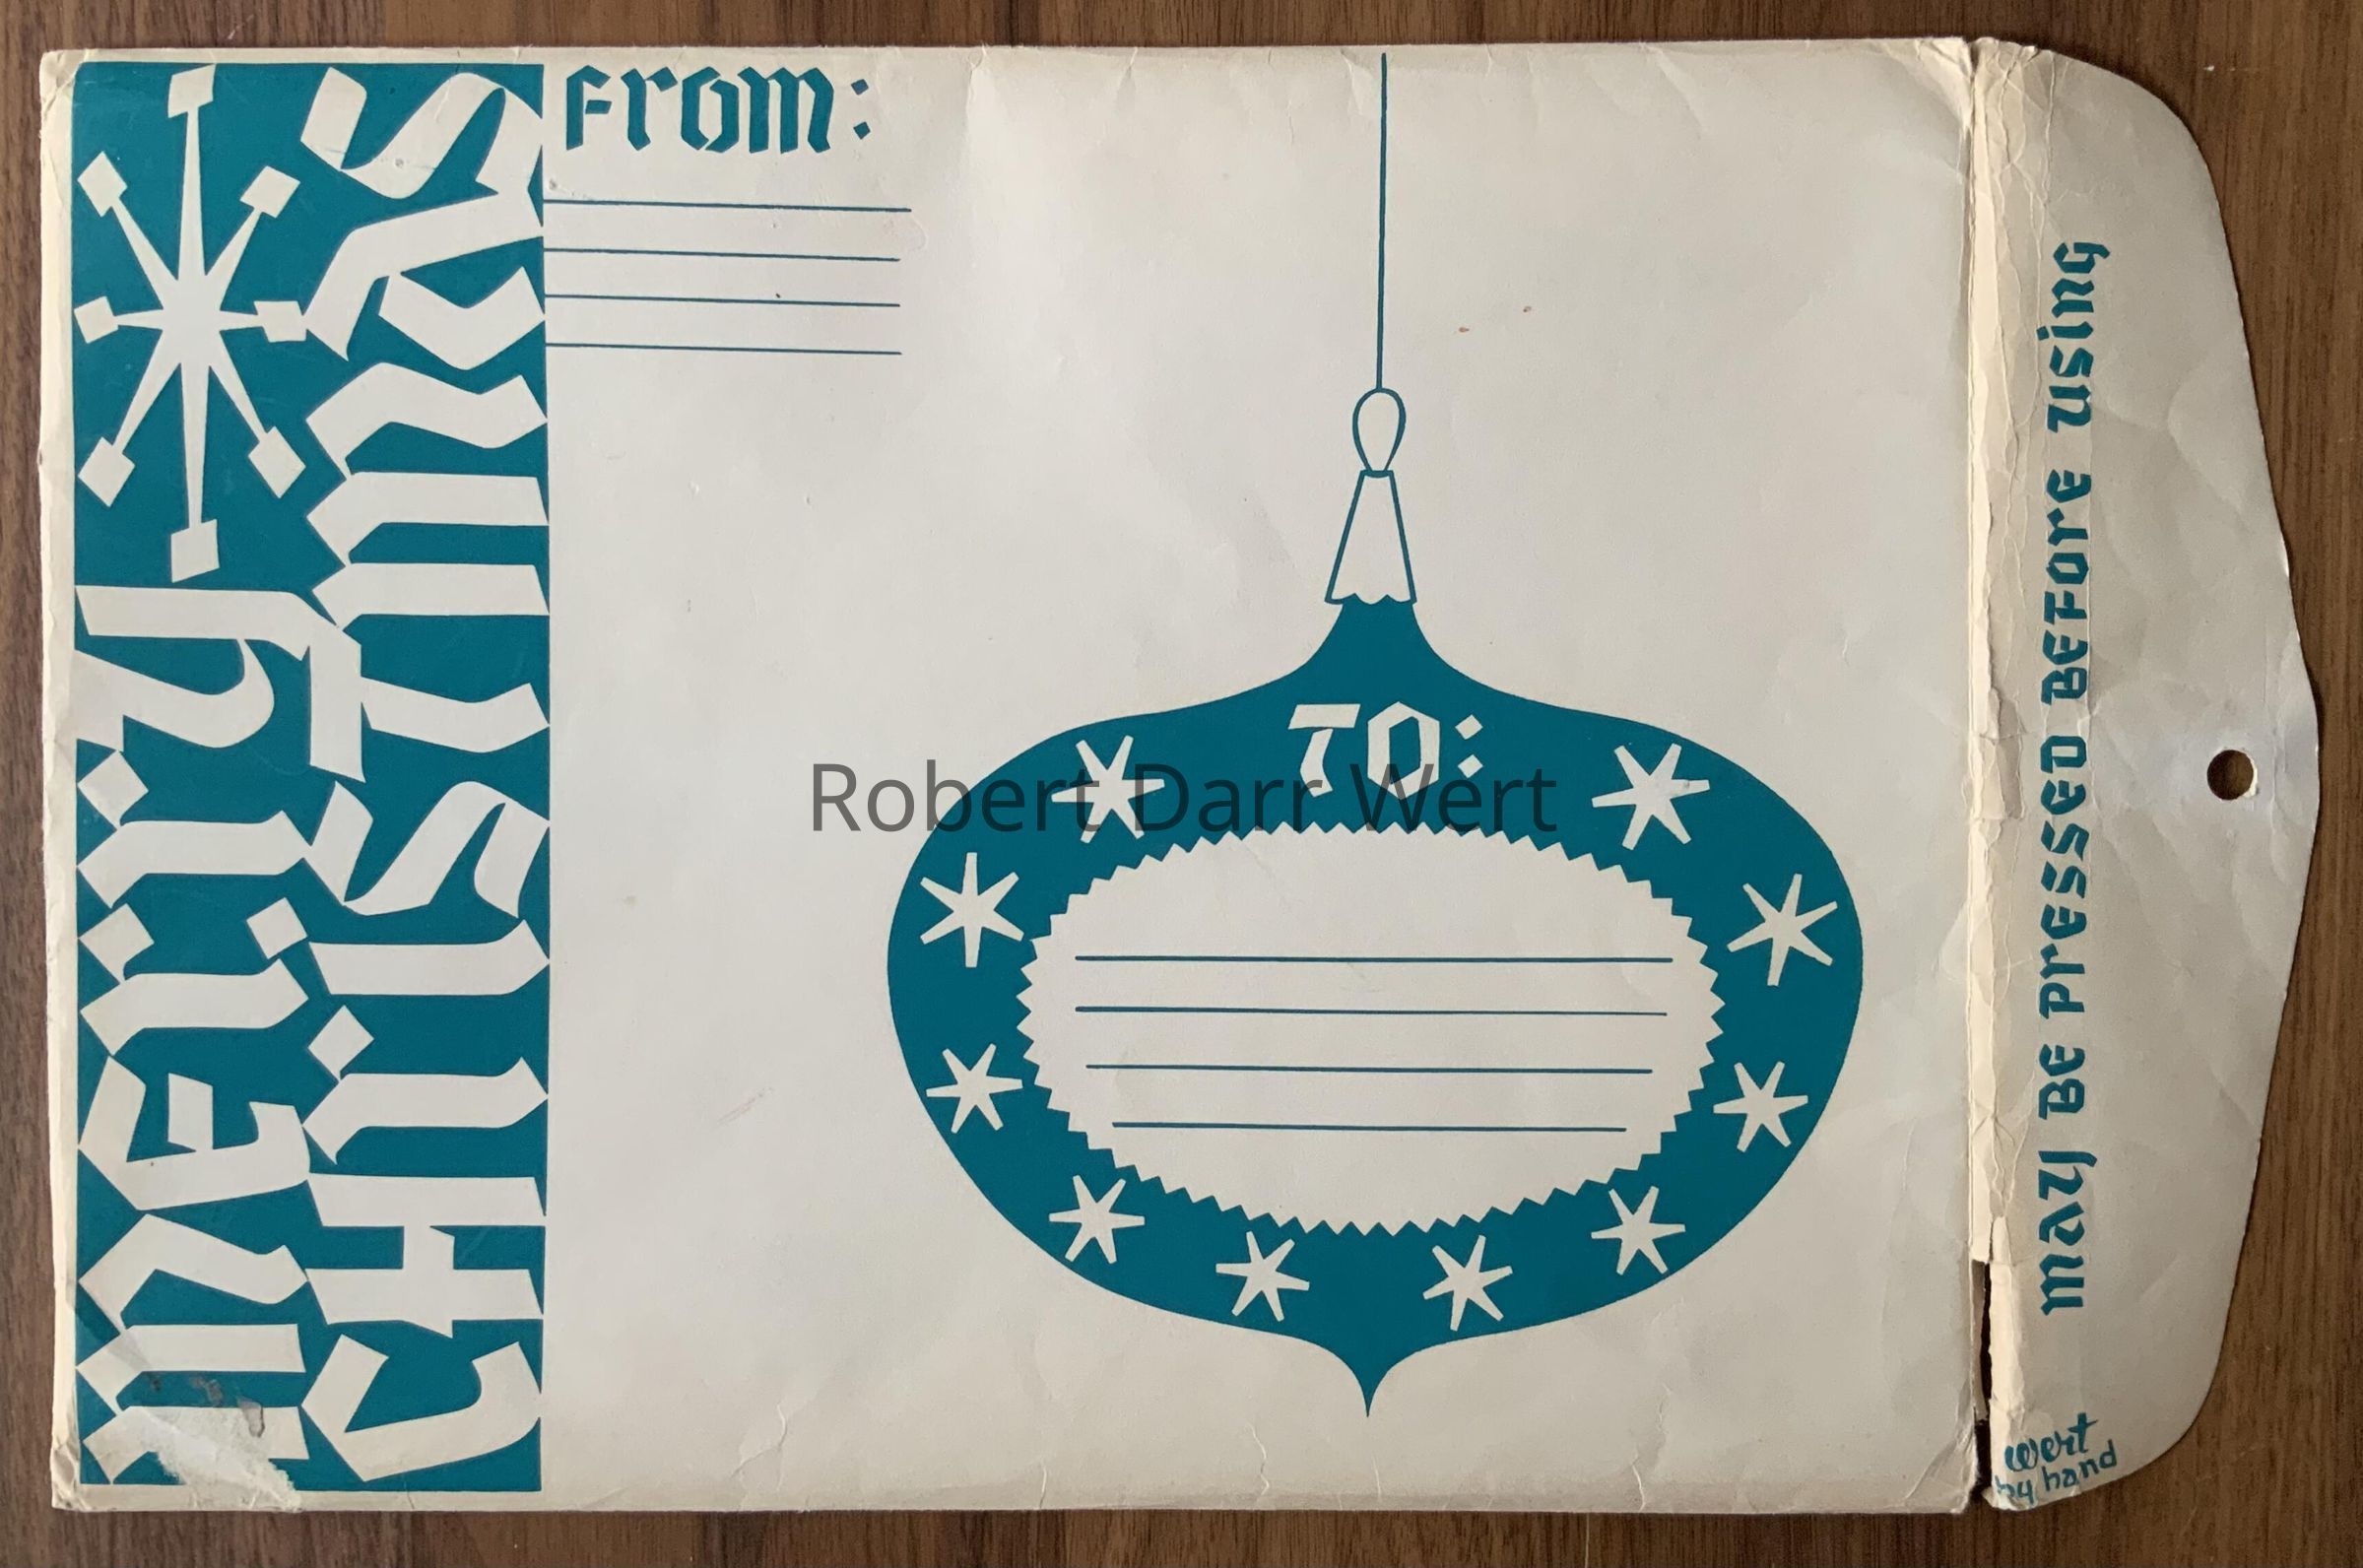 Merry
Christmas
From:
TO:
Robert Darr Wert
MAY BE PRESSED BEFORE USING
wert
by hand